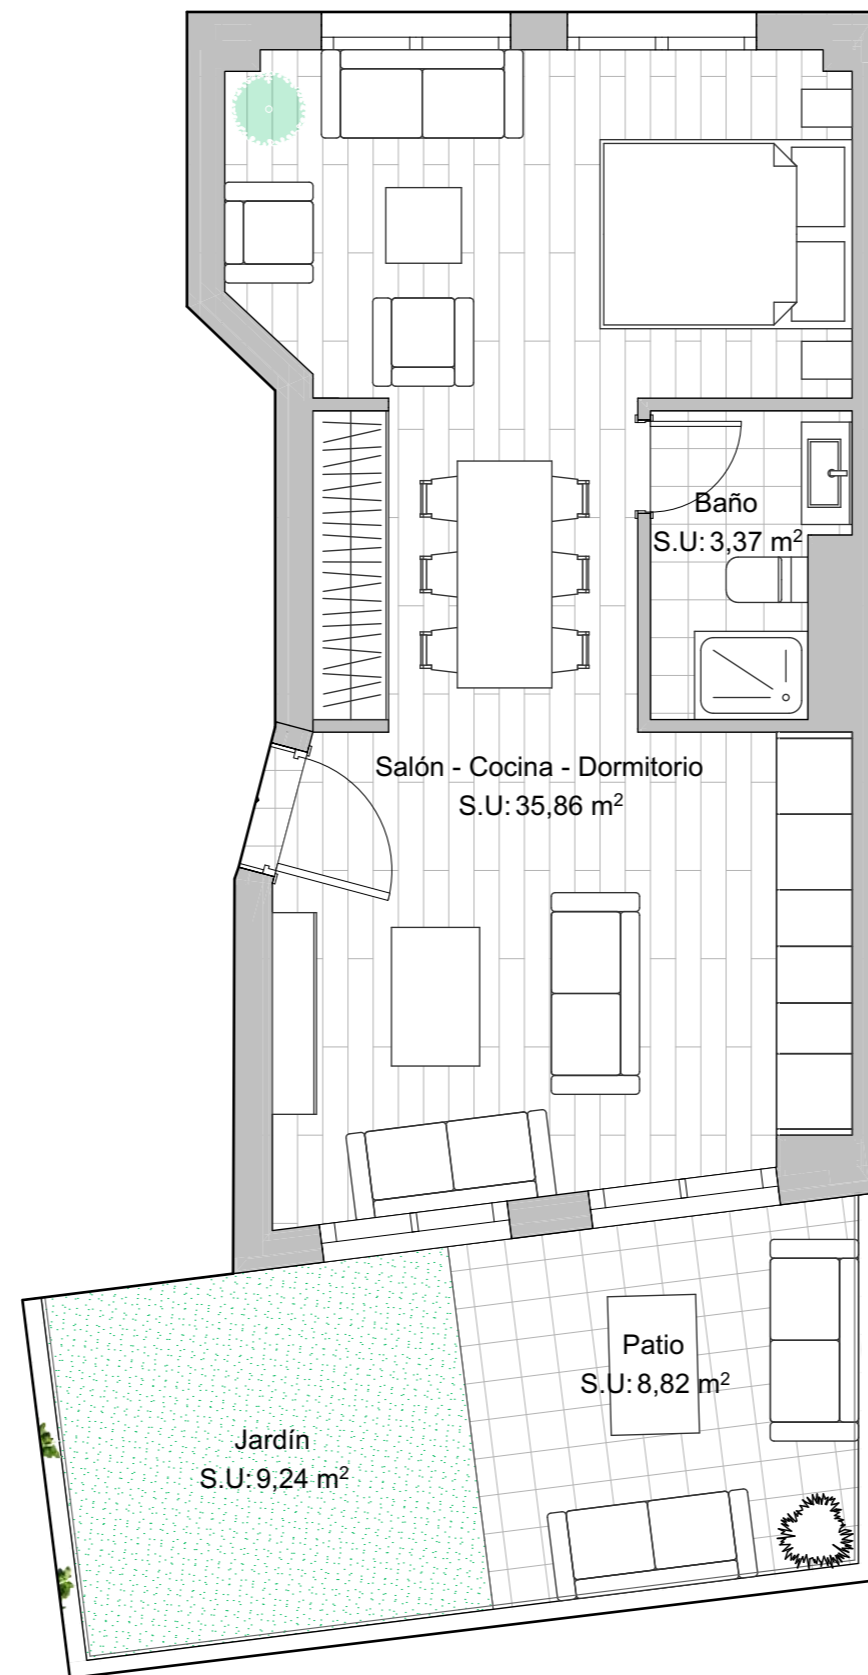 Baño
S.U: 3,37 m²
Salón - Cocina - Dormitorio
S.U: 35,86 m²
Patio
S.U: 8,82 m²
Jardín
S.U: 9,24 m²